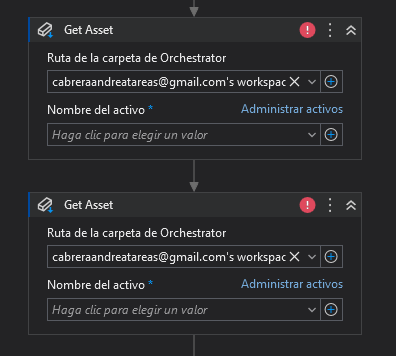 Get Asset
Ruta de la carpeta de Orchestrator
cabreraandreatareas@gmail.com's workspac
Nombre del activo * Administrar activos
Haga clic para elegir un valor
Get Asset
Ruta de la carpeta de Orchestrator
cabreraandreatareas@gmail.com's workspac
Nombre del activo * Administrar activos
Haga clic para elegir un valor